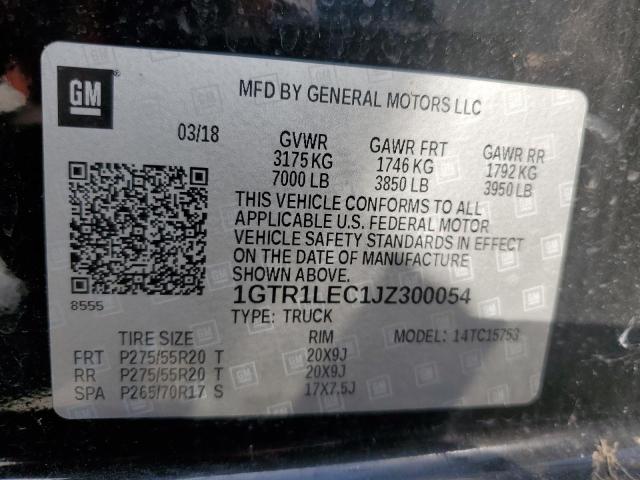 GM
MFD BY GENERAL MOTORS LLC
03/18 GVWR GAWR FRT GAWR RR
3175 KG 1746 KG 1792 KG
7000 LB 3850 LB 3950 LB
THIS VEHICLE CONFORMS TO ALL
APPLICABLE U.S. FEDERAL MOTOR
VEHICLE SAFETY STANDARDS IN EFFECT
ON THE DATE OF MANUFACTURE
SHOWN ABOVE.
8555
1GTR1LEC1JZ300054
TYPE: TRUCK
TIRE SIZE RIM MODEL: 14TC15753
FRT P275/55R20 T 20X9J
RR P275/55R20 T 20X9J
SPA P265/70R17 S 17X7.5J